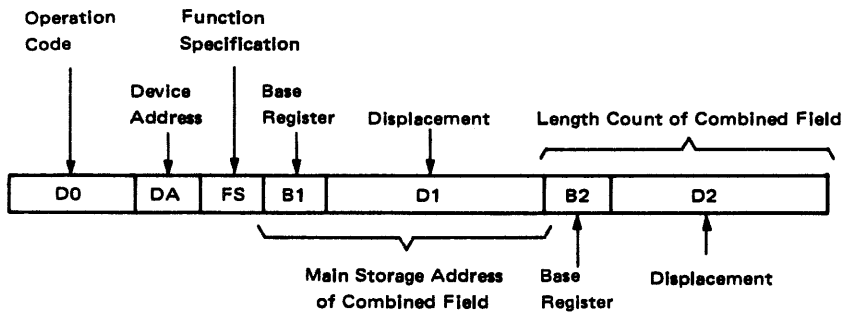 Operation
Code
Function
Specification
Device
Address
Base
Register
Displacement
Length Count of Combined Field
D0
DA
FS
B1
D1
B2
D2
Main Storage Address
of Combined Field
Base
Register
Displacement